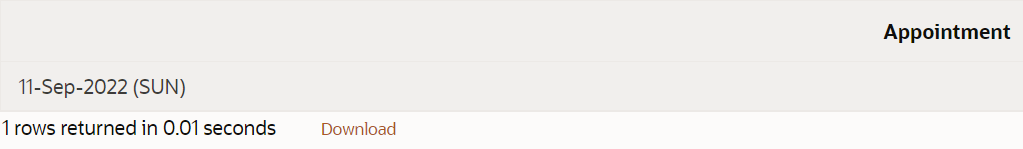 Appointment
11-Sep-2022 (SUN)
1 rows returned in 0.01 seconds Download